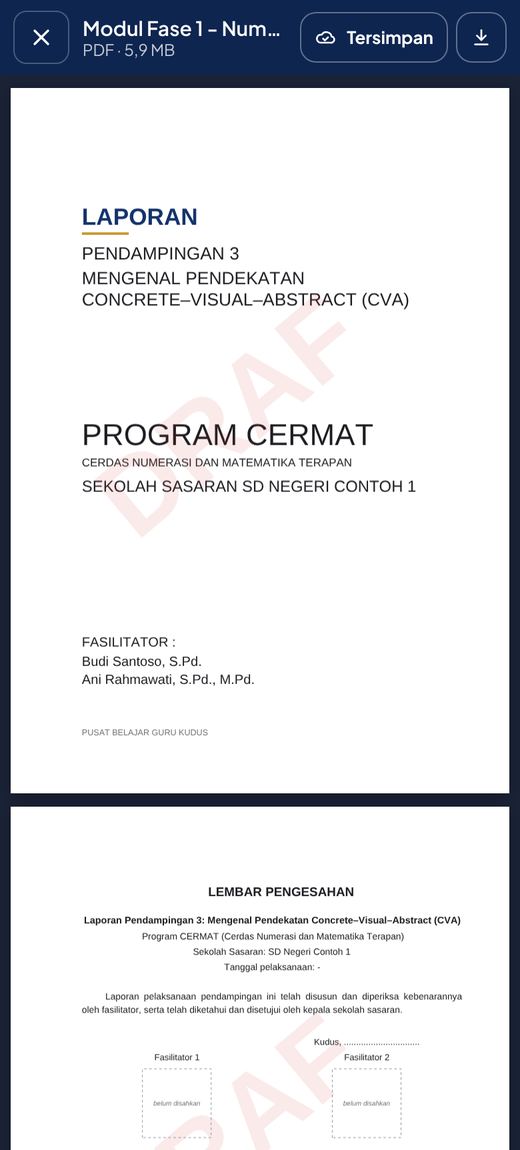 Modul Fase 1 - Num...
PDF · 5,9 MB
Tersimpan
LAPORAN
PENDAMPINGAN 3
MENGENAL PENDEKATAN
CONCRETE–VISUAL–ABSTRACT (CVA)
DRAF
PROGRAM CERMAT
CERDAS NUMERASI DAN MATEMATIKA TERAPAN
SEKOLAH SASARAN SD NEGERI CONTOH 1
FASILITATOR :
Budi Santoso, S.Pd.
Ani Rahmawati, S.Pd., M.Pd.
PUSAT BELAJAR GURU KUDUS
LEMBAR PENGESAHAN
Laporan Pendampingan 3: Mengenal Pendekatan Concrete–Visual–Abstract (CVA)
Program CERMAT (Cerdas Numerasi dan Matematika Terapan)
Sekolah Sasaran: SD Negeri Contoh 1
Tanggal pelaksanaan: -
Laporan pelaksanaan pendampingan ini telah disusun dan diperiksa kebenarannya
oleh fasilitator, serta telah diketahui dan disetujui oleh kepala sekolah sasaran.
Kudus, ..............................
Fasilitator 1 Fasilitator 2
belum disahkan belum disahkan
RAF